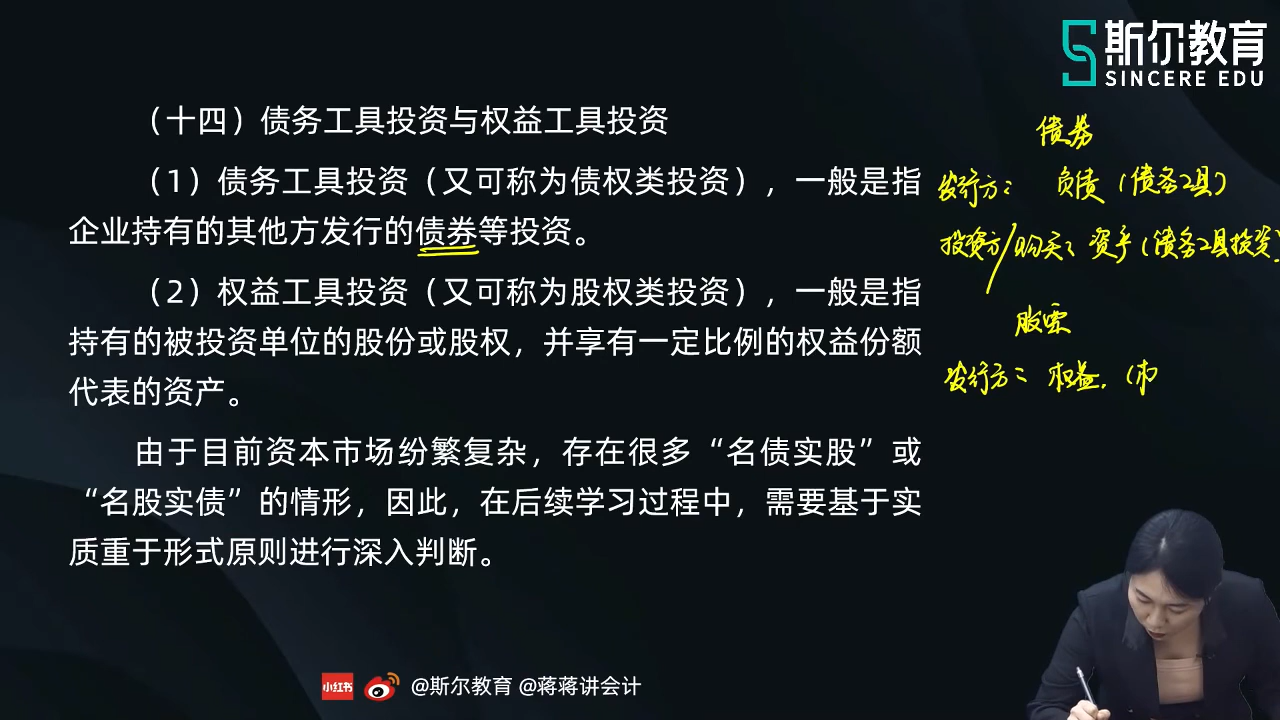 斯尔教育
SINCERE EDU
（十四）债务工具投资与权益工具投资
（1）债务工具投资（又可称为债权类投资），一般是指
企业持有的其他方发行的债券等投资。
（2）权益工具投资（又可称为股权类投资），一般是指
持有的被投资单位的股份或股权，并享有一定比例的权益份额
代表的资产。
由于目前资本市场纷繁复杂，存在很多“名债实股”或
“名股实债”的情形，因此，在后续学习过程中，需要基于实
质重于形式原则进行深入判断。
债券
发行方：负债（债务工具）
投资方/购买：资产（债务工具投资）
股票
发行方：权益.（权
小红书
@斯尔教育 @蒋蒋讲会计